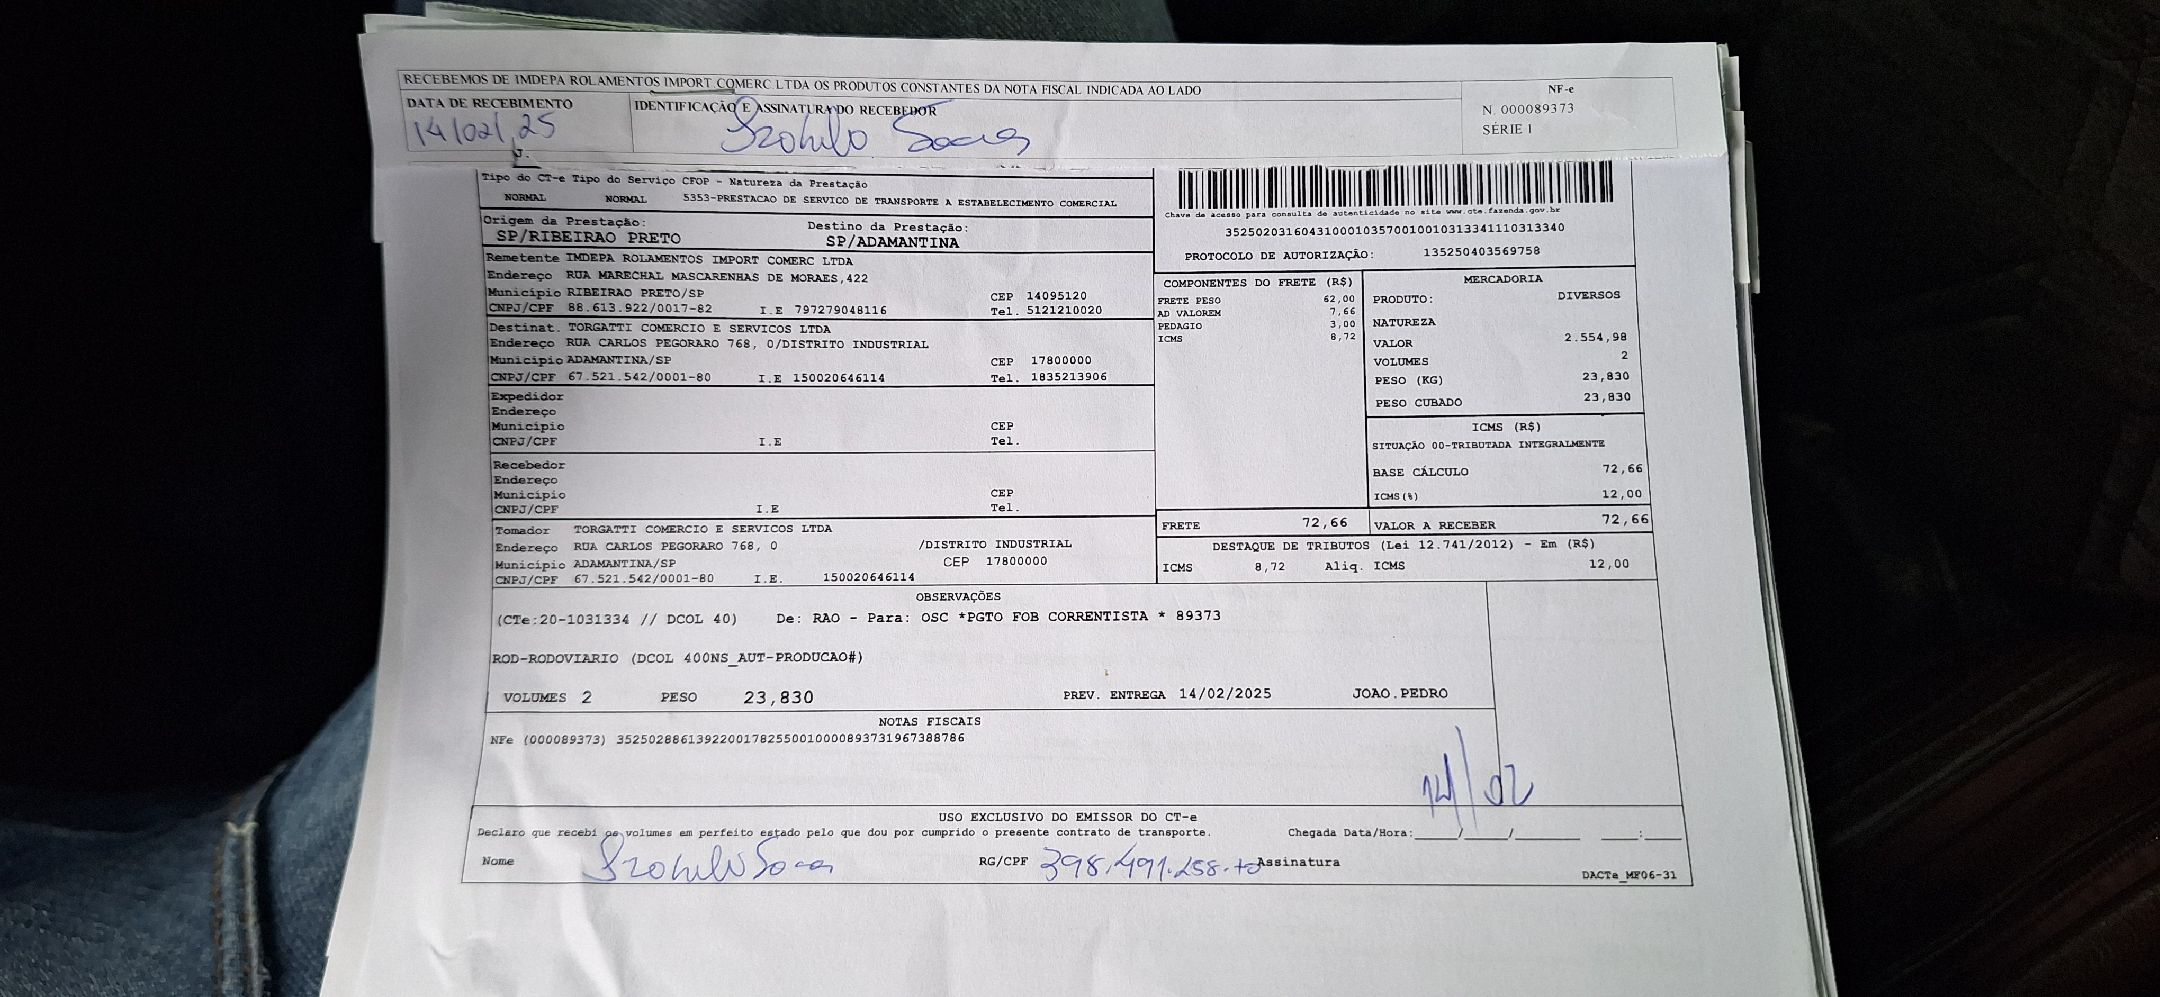 RECEBEMOS DE IMDEPA ROLAMENTOS IMPORT COMERC LTDA OS PRODUTOS CONSTANTES DA NOTA FISCAL INDICADA AO LADO
DATA DE RECEBIMENTO
14/02/25
IDENTIFICAÇÃO E ASSINATURA DO RECEBEDOR
NF-e
N. 000089373
SÉRIE 1
Tipo do CT-e Tipo do Serviço CFOP - Natureza da Prestação
NORMAL NORMAL 5353-PRESTACAO DE SERVICO DE TRANSPORTE A ESTABELECIMENTO COMERCIAL
Origem da Prestação: Destino da Prestação:
SP/RIBEIRAO PRETO SP/ADAMANTINA
Remetente IMDEPA ROLAMENTOS IMPORT COMERC LTDA
Endereço RUA MARECHAL MASCARENHAS DE MORAES,422
Município RIBEIRAO PRETO/SP CEP 14095120
CNPJ/CPF 88.613.922/0017-82 I.E 797279048116 Tel. 5121210020
Destinat. TORGATTI COMERCIO E SERVICOS LTDA
Endereço RUA CARLOS PEGORARO 768, 0/DISTRITO INDUSTRIAL
Município ADAMANTINA/SP CEP 17800000
CNPJ/CPF 67.521.542/0001-80 I.E 150020646114 Tel. 1835213906
Expedidor
Endereço
Município CEP
CNPJ/CPF I.E Tel.
Recebedor
Endereço
Município CEP
CNPJ/CPF I.E Tel.
Tomador TORGATTI COMERCIO E SERVICOS LTDA
Endereço RUA CARLOS PEGORARO 768, 0 /DISTRITO INDUSTRIAL
Município ADAMANTINA/SP CEP 17800000
CNPJ/CPF 67.521.542/0001-80 I.E. 150020646114
Chave de acesso para consulta de autenticidade no site www.cte.fazenda.gov.br
35250203160431000103570010010313341110313340
PROTOCOLO DE AUTORIZAÇÃO: 135250403569758
COMPONENTES DO FRETE (R$)
FRETE PESO 62,00
AD VALOREM 7,66
PEDAGIO 3,00
ICMS 8,72
MERCADORIA
PRODUTO: DIVERSOS
NATUREZA
VALOR 2.554,98
VOLUMES 2
PESO (KG) 23,830
PESO CUBADO 23,830
ICMS (R$)
SITUAÇÃO 00-TRIBUTADA INTEGRALMENTE
BASE CÁLCULO 72,66
ICMS(%) 12,00
FRETE 72,66 VALOR A RECEBER 72,66
DESTAQUE DE TRIBUTOS (Lei 12.741/2012) - Em (R$)
ICMS 8,72 Aliq. ICMS 12,00
OBSERVAÇÕES
(CTe:20-1031334 // DCOL 40) De: RAO - Para: OSC *PGTO FOB CORRENTISTA * 89373
ROD-RODOVIARIO (DCOL 400NS_AUT-PRODUCAO#)
VOLUMES 2 PESO 23,830 PREV. ENTREGA 14/02/2025 JOAO.PEDRO
NOTAS FISCAIS
NFe (000089373) 35250288613922001782550010000893731967388786
14/02
USO EXCLUSIVO DO EMISSOR DO CT-e
Declaro que recebi os volumes em perfeito estado pelo que dou por cumprido o presente contrato de transporte. Chegada Data/Hora:____/____/______ ____:____
Nome RG/CPF Assinatura
DACTe_MF06-31